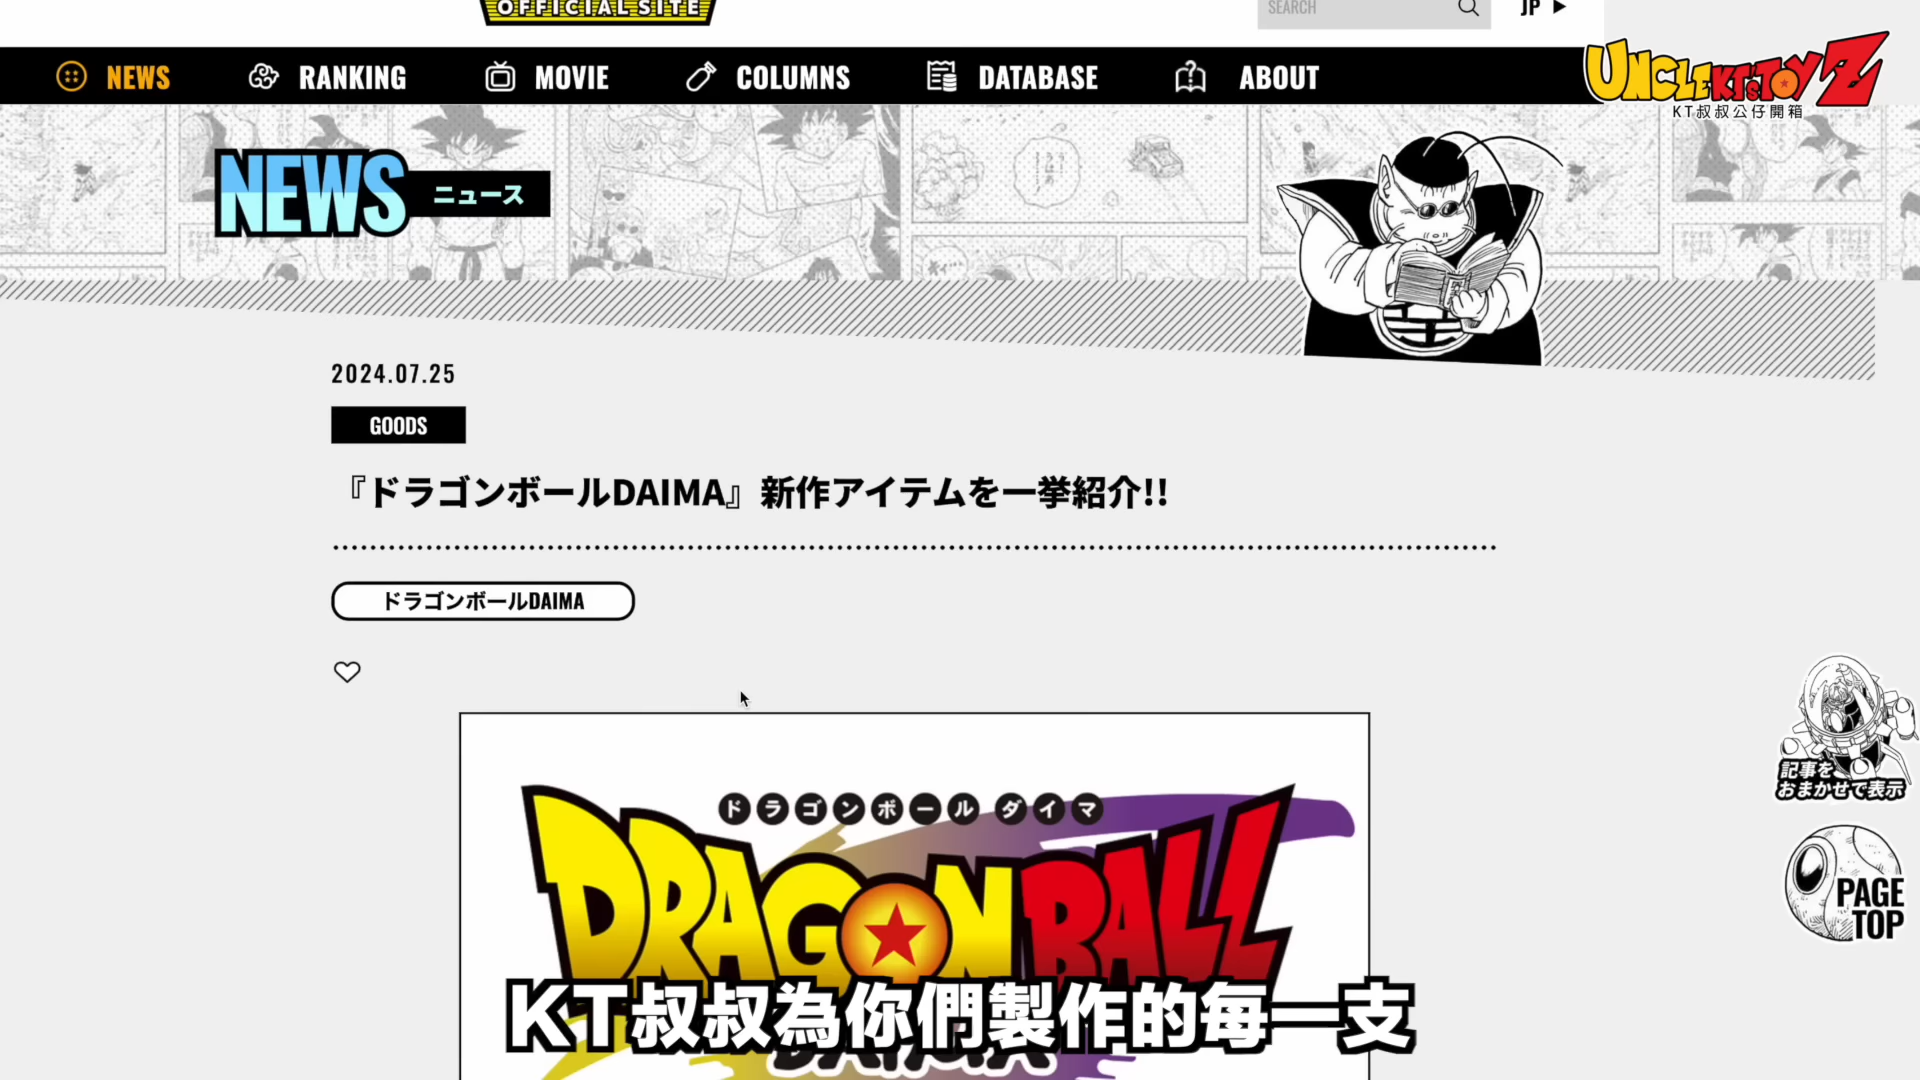 OFFICIAL SITE
SEARCH
JP
NEWS
RANKING
MOVIE
COLUMNS
DATABASE
ABOUT
UNCLE KT's TOY Z
KT叔叔公仔開箱
NEWS
ニュース
2024.07.25
GOODS
『ドラゴンボールDAIMA』新作アイテムを一挙紹介!!
ドラゴンボールDAIMA
記事を
おまかせで表示
PAGE
TOP
ドラゴンボール ダイマ
DRAGON BALL
DAIMA
KT叔叔為你們製作的每一支